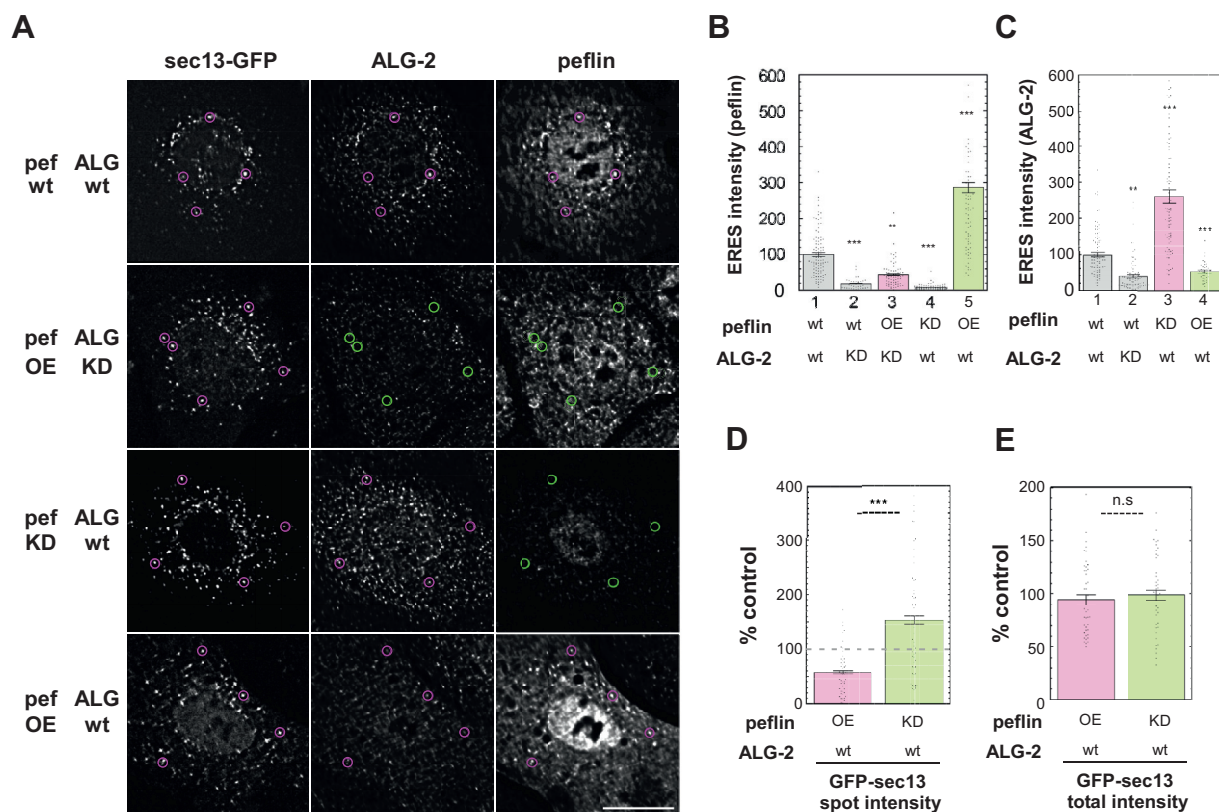 A
sec13-GFP ALG-2 peflin
pef ALG
wt wt
pef ALG
OE KD
pef ALG
KD wt
pef ALG
OE wt
B
ERES intensity (peflin)
600
500
400
300
200
100
0
*** ** *** ***
1 2 3 4 5
peflin wt wt OE KD OE
ALG-2 wt KD KD wt wt
C
ERES intensity (ALG-2)
600
500
400
300
200
100
0
** *** ***
1 2 3 4
peflin wt wt KD OE
ALG-2 wt KD wt wt
D
% control
400
300
200
100
0
***
peflin OE KD
ALG-2 wt wt
GFP-sec13
spot intensity
E
% control
200
150
100
50
0
n.s
peflin OE KD
ALG-2 wt wt
GFP-sec13
total intensity